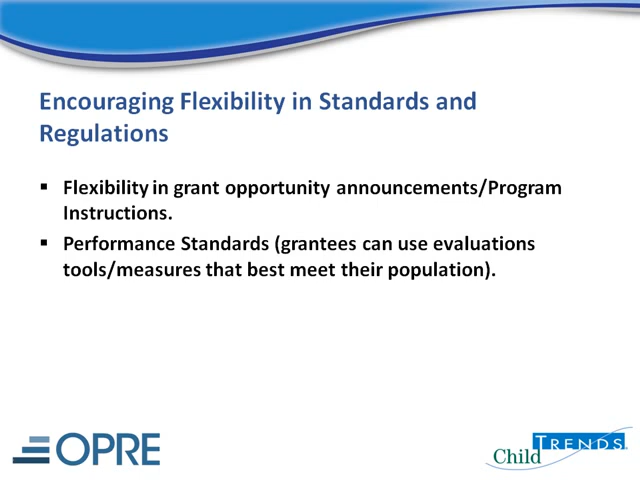 Encouraging Flexibility in Standards and
Regulations
▪ Flexibility in grant opportunity announcements/Program
Instructions.
▪ Performance Standards (grantees can use evaluations
tools/measures that best meet their population).
OPRE
Child TRENDS®